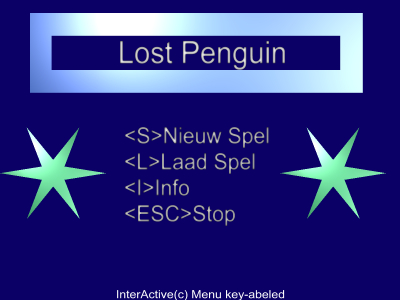 Lost Penguin
<S>Nieuw Spel
<L>Laad Spel
<I>Info
<ESC>Stop
InterActive(c) Menu key-abeled